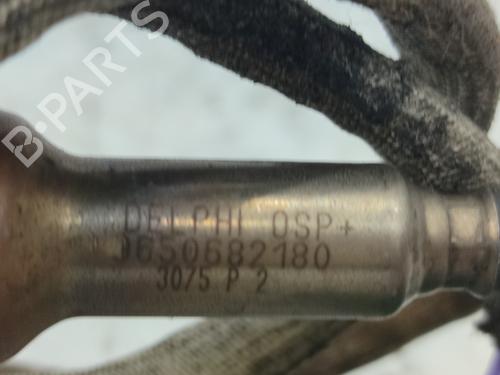 B-PARTS
DELPHI OSP+
9650682180
3075 P 2